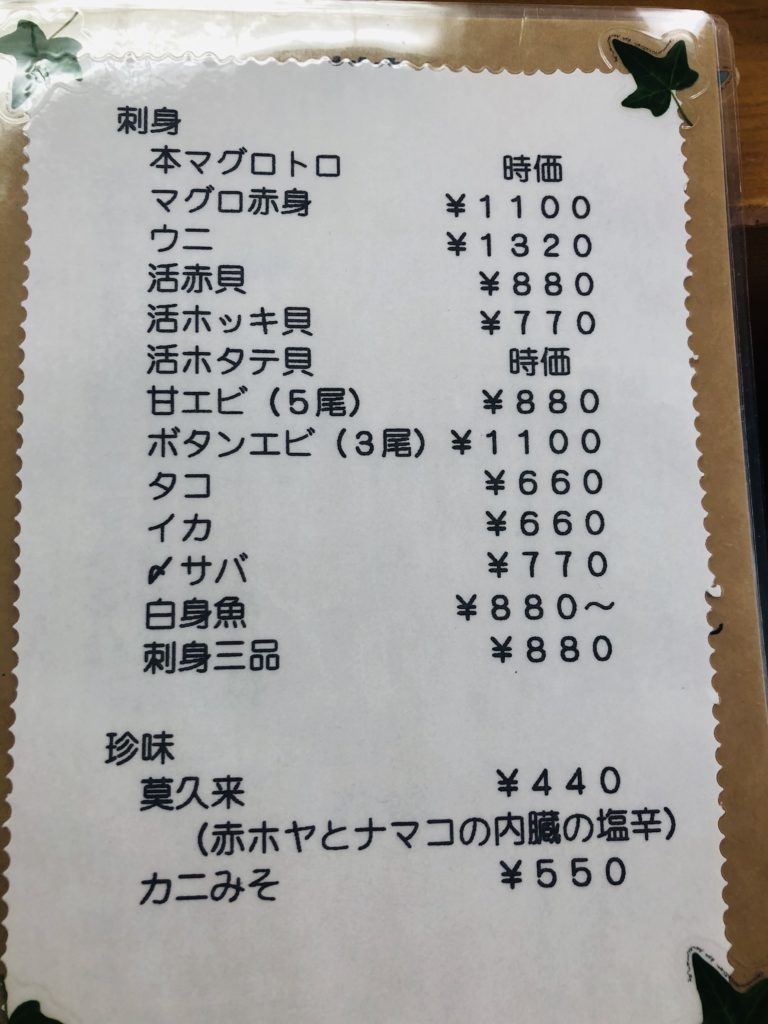 刺身
本マグロトロ 時価
マグロ赤身 ¥1100
ウニ ¥1320
活赤貝 ¥880
活ホッキ貝 ¥770
活ホタテ貝 時価
甘エビ（5尾） ¥880
ボタンエビ（3尾） ¥1100
タコ ¥660
イカ ¥660
〆サバ ¥770
白身魚 ¥880～
刺身三品 ¥880
珍味
莫久来 ¥440
（赤ホヤとナマコの内臓の塩辛）
カニみそ ¥550